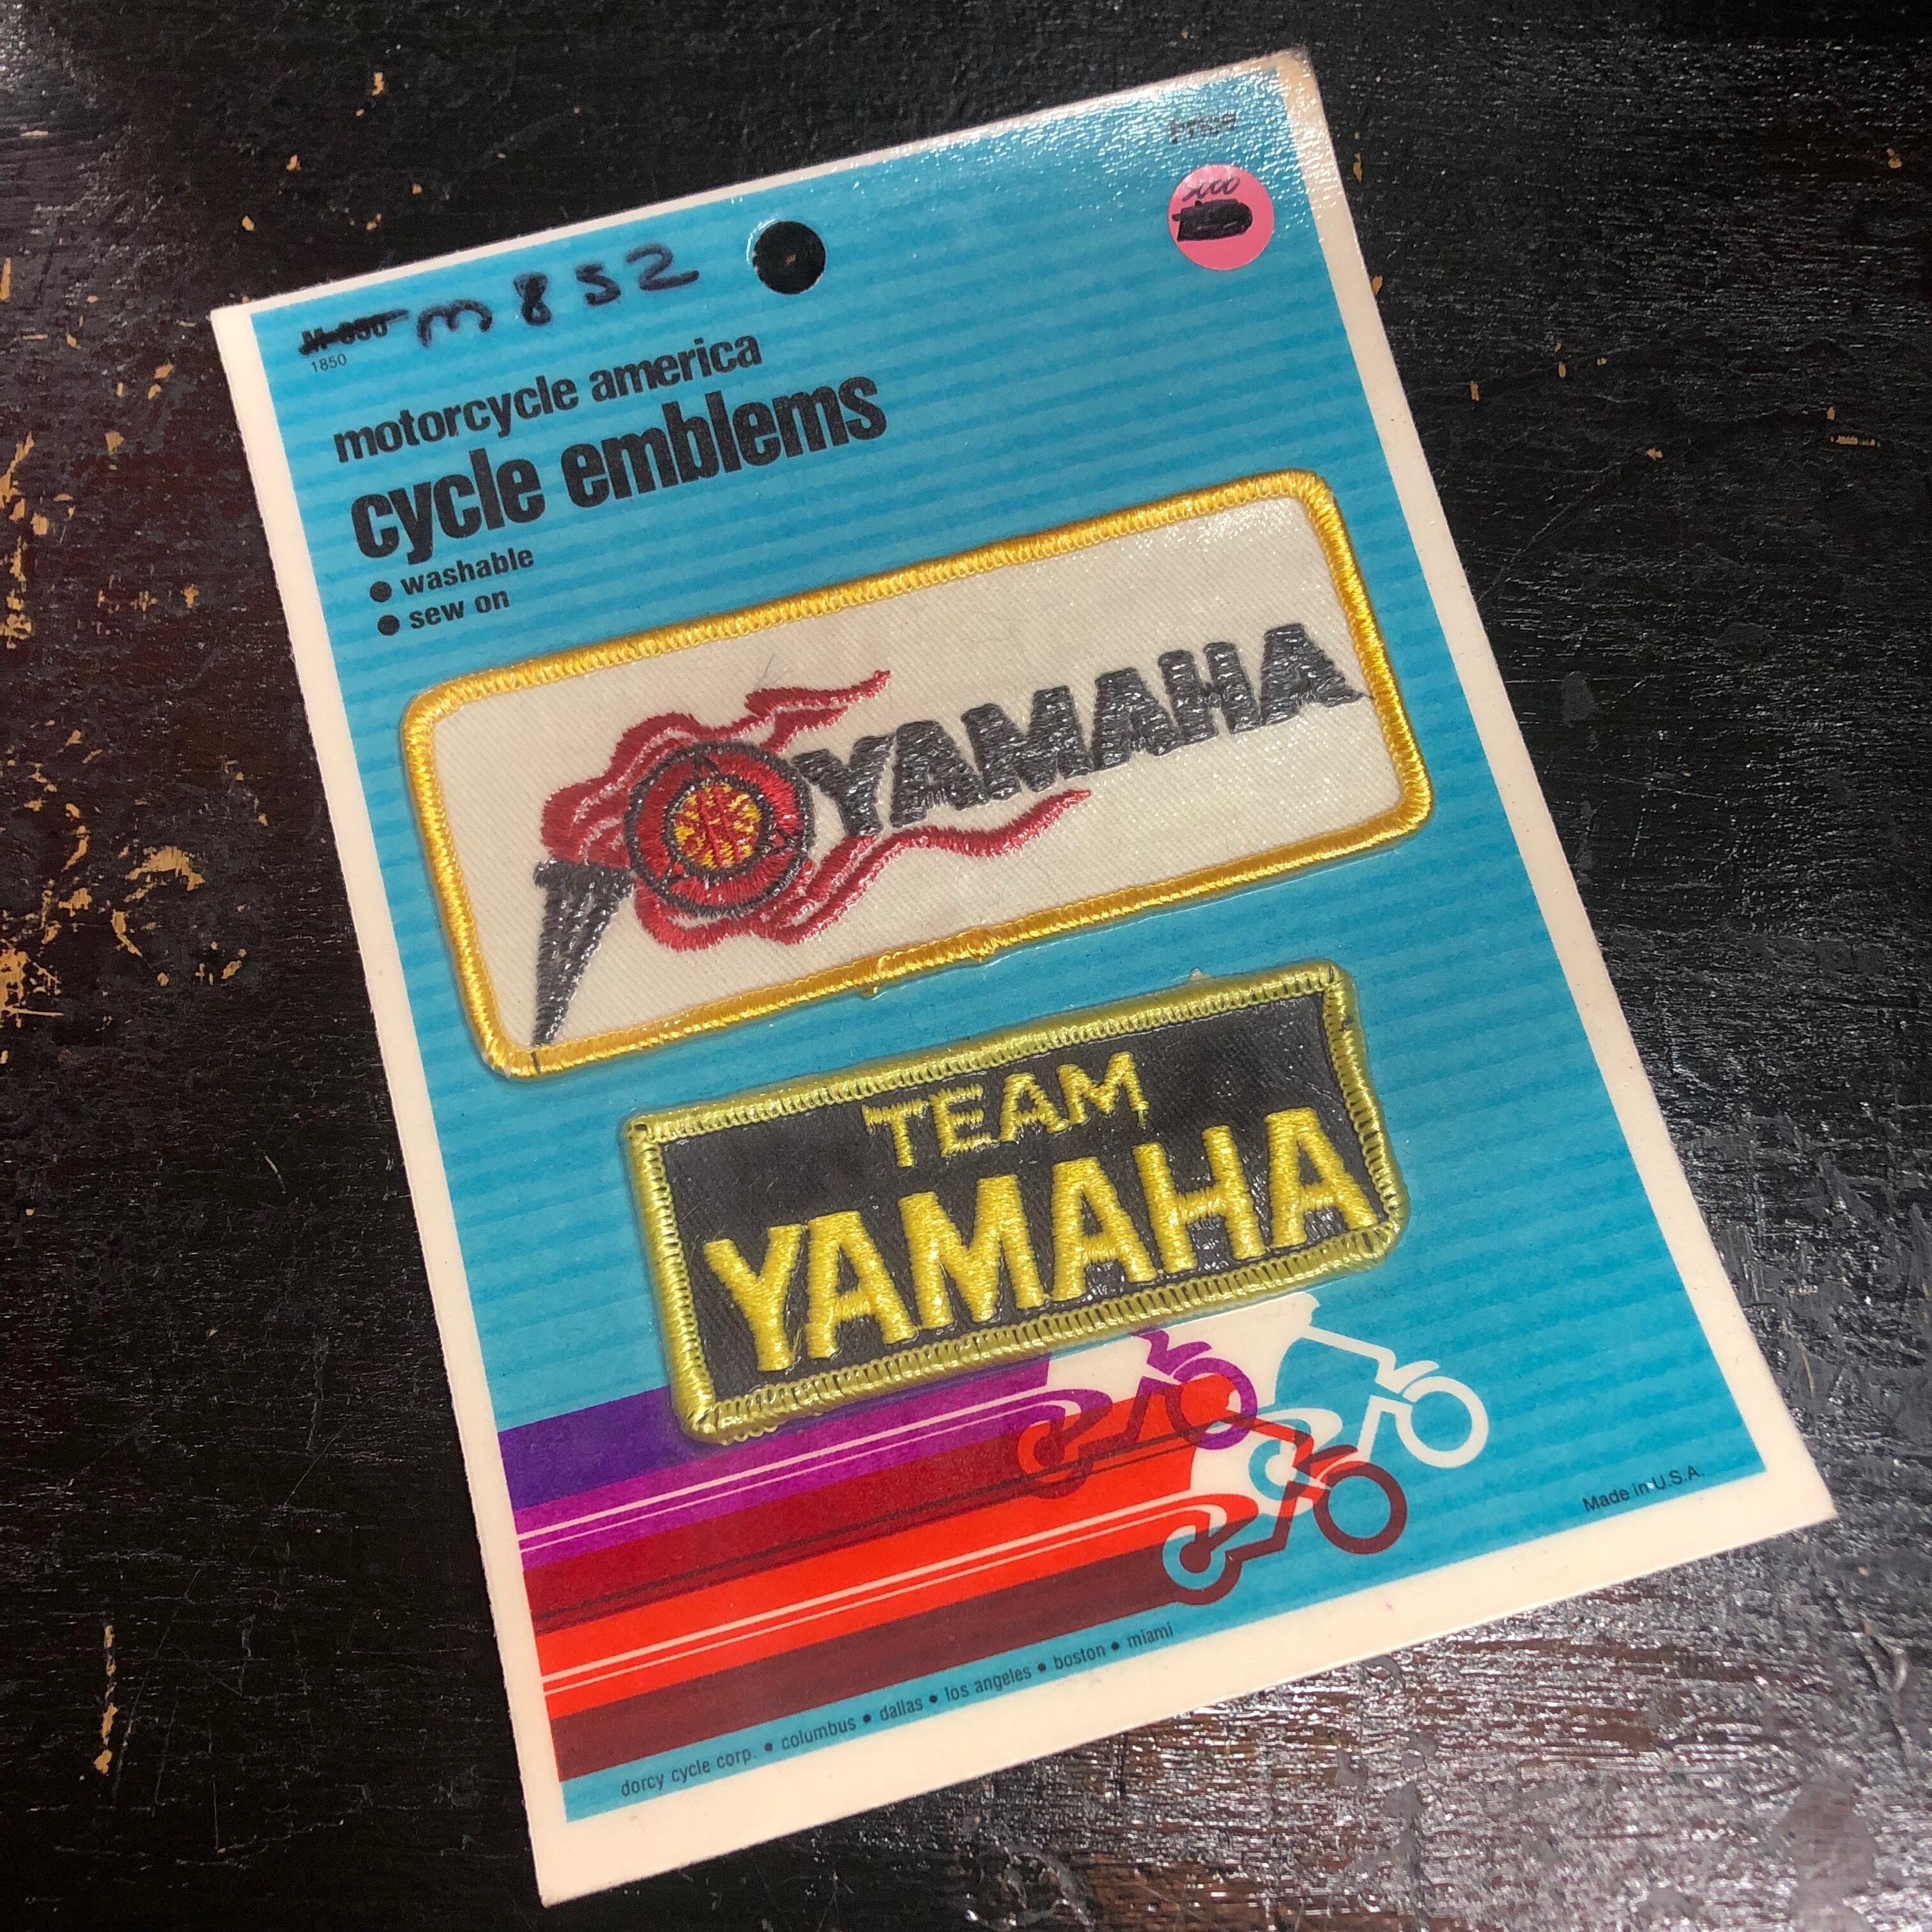 m852
1850
motorcycle america
cycle emblems
● washable
● sew on
YAMAHA
TEAM
YAMAHA
Made in U.S.A.
dorcy cycle corp. • columbus • dallas • los angeles • boston • miami